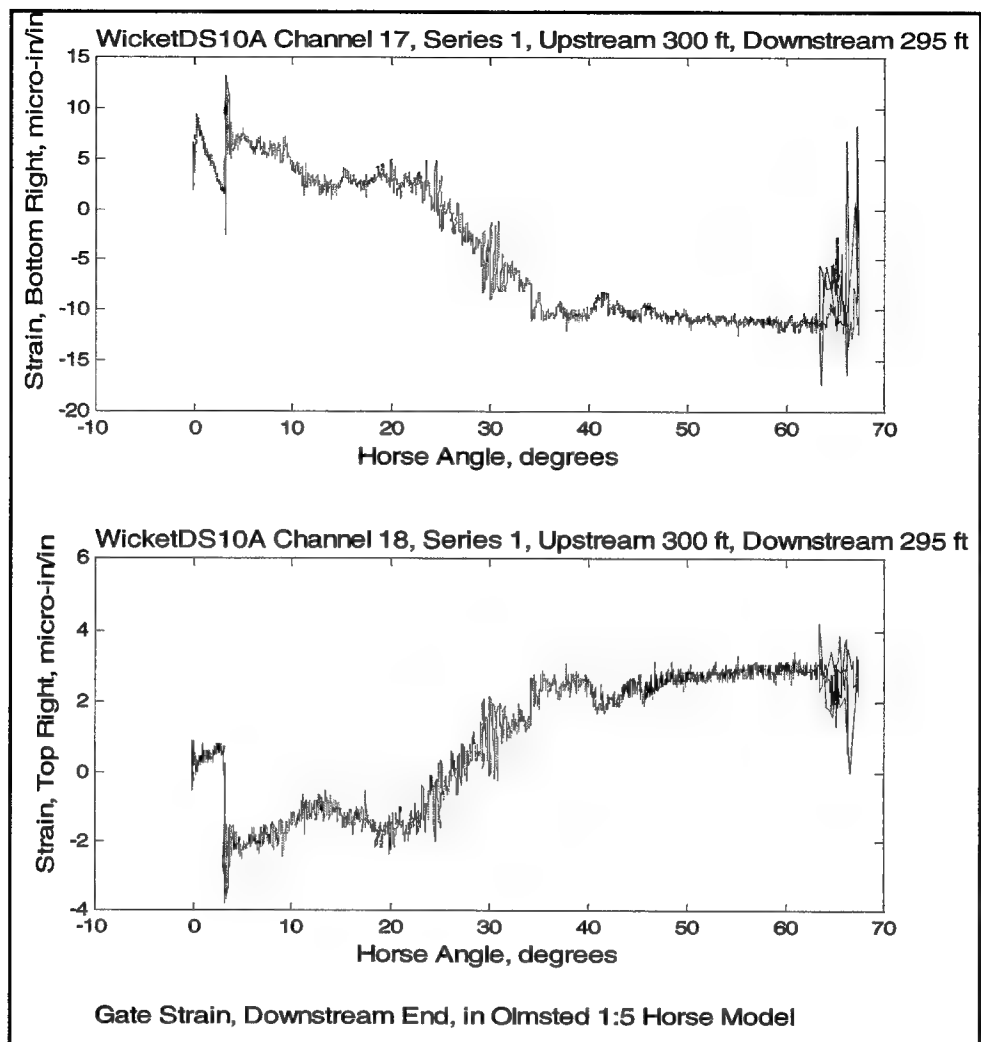 WicketDS10A Channel 17, Series 1, Upstream 300 ft, Downstream 295 ft
Strain, Bottom Right, micro-in/in
15
10
5
0
-5
-10
-15
-20
-10 0 10 20 30 40 50 60 70
Horse Angle, degrees
WicketDS10A Channel 18, Series 1, Upstream 300 ft, Downstream 295 ft
Strain, Top Right, micro-in/in
6
4
2
0
-2
-4
-10 0 10 20 30 40 50 60 70
Horse Angle, degrees
Gate Strain, Downstream End, in Olmsted 1:5 Horse Model